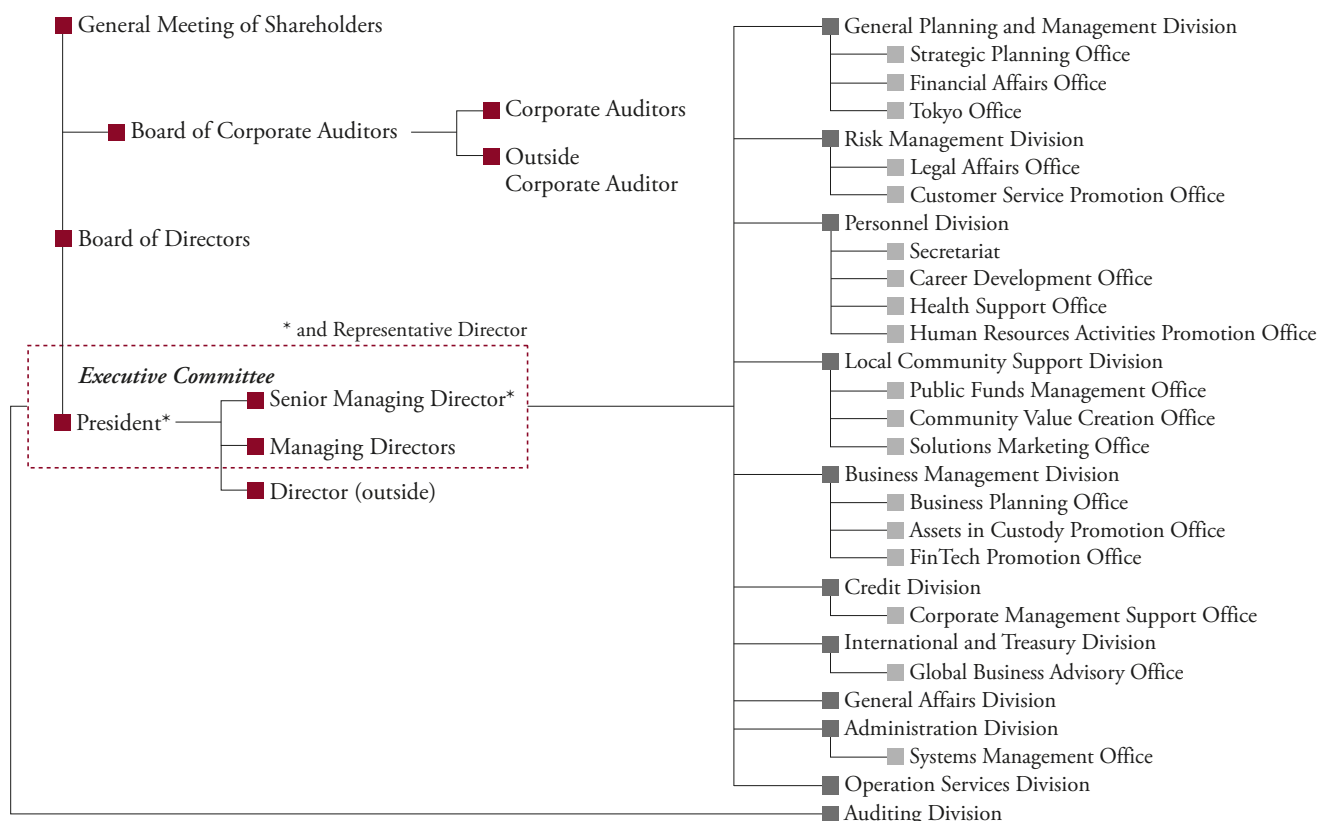 General Meeting of Shareholders
Board of Corporate Auditors
Corporate Auditors
Outside
Corporate Auditor
Board of Directors
* and Representative Director
Executive Committee
President*
Senior Managing Director*
Managing Directors
Director (outside)
General Planning and Management Division
Strategic Planning Office
Financial Affairs Office
Tokyo Office
Risk Management Division
Legal Affairs Office
Customer Service Promotion Office
Personnel Division
Secretariat
Career Development Office
Health Support Office
Human Resources Activities Promotion Office
Local Community Support Division
Public Funds Management Office
Community Value Creation Office
Solutions Marketing Office
Business Management Division
Business Planning Office
Assets in Custody Promotion Office
FinTech Promotion Office
Credit Division
Corporate Management Support Office
International and Treasury Division
Global Business Advisory Office
General Affairs Division
Administration Division
Systems Management Office
Operation Services Division
Auditing Division